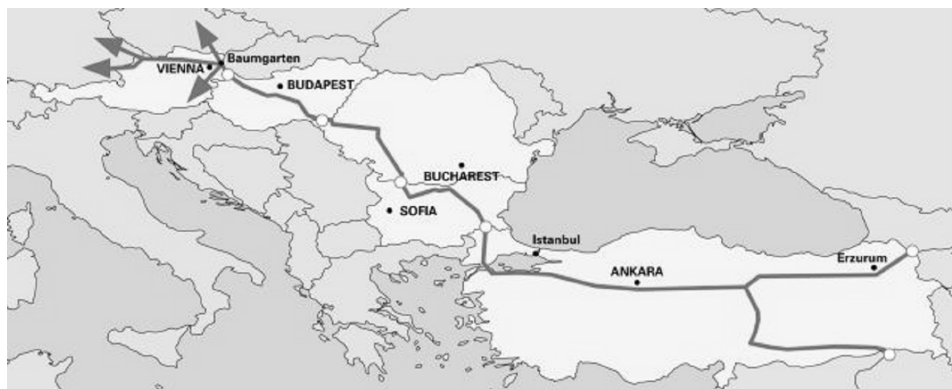 Baumgarten
VIENNA
BUDAPEST
BUCHAREST
SOFIA
Istanbul
Erzurum
ANKARA